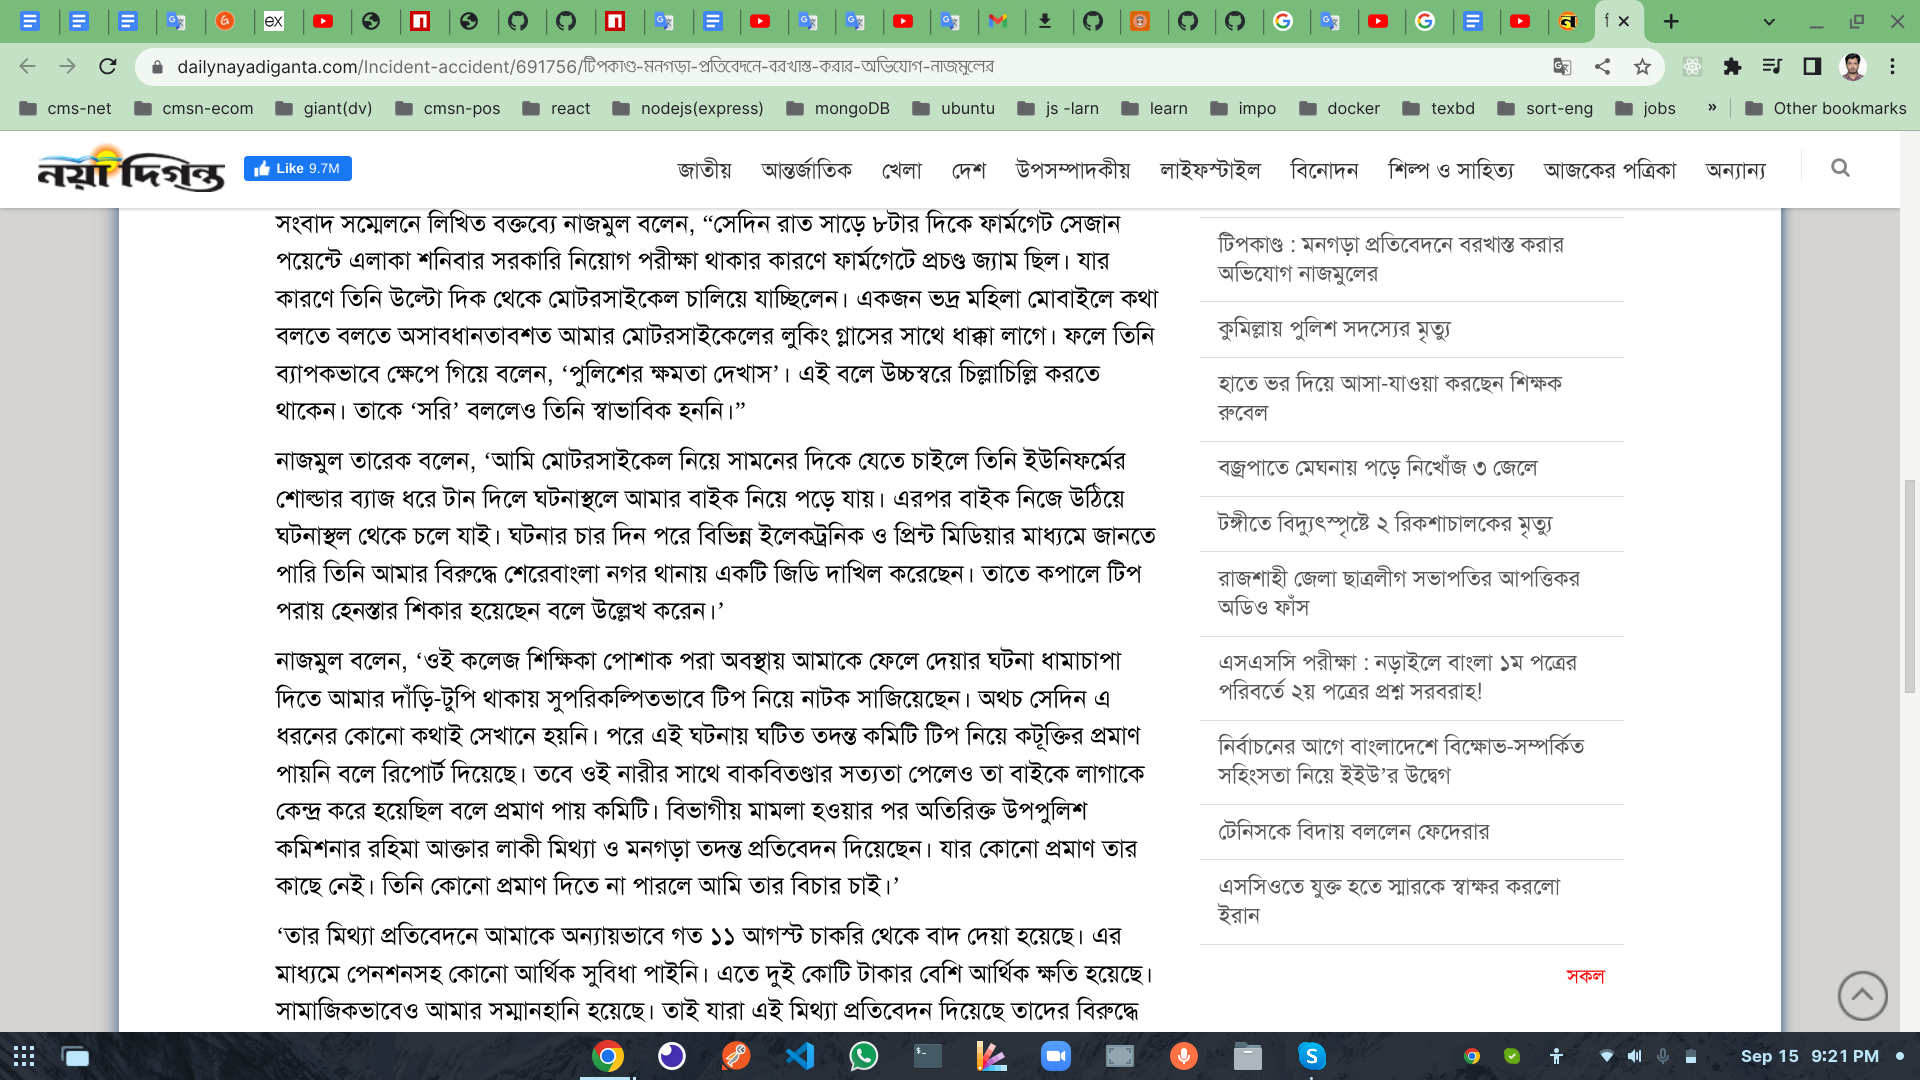 dailynayadiganta.com/Incident-accident/691756/টিপকাণ্ড-মনগড়া-প্রতিবেদনে-বরখাস্ত-করার-অভিযোগ-নাজমুলের
cms-net cmsn-ecom giant(dv) cmsn-pos react nodejs(express) mongoDB ubuntu js -larn learn impo docker texbd sort-eng jobs » Other bookmarks
নয়া দিগন্ত Like 9.7M জাতীয় আন্তর্জাতিক খেলা দেশ উপসম্পাদকীয় লাইফস্টাইল বিনোদন শিল্প ও সাহিত্য আজকের পত্রিকা অন্যান্য
সংবাদ সম্মেলনে লিখিত বক্তব্যে নাজমুল বলেন, “সেদিন রাত সাড়ে ৮টার দিকে ফার্মগেট সেজান
পয়েন্টে এলাকা শনিবার সরকারি নিয়োগ পরীক্ষা থাকার কারণে ফার্মগেটে প্রচণ্ড জ্যাম ছিল। যার
কারণে তিনি উল্টো দিক থেকে মোটরসাইকেল চালিয়ে যাচ্ছিলেন। একজন ভদ্র মহিলা মোবাইলে কথা
বলতে বলতে অসাবধানতাবশত আমার মোটরসাইকেলের লুকিং গ্লাসের সাথে ধাক্কা লাগে। ফলে তিনি
ব্যাপকভাবে ক্ষেপে গিয়ে বলেন, ‘পুলিশের ক্ষমতা দেখাস’। এই বলে উচ্চস্বরে চিল্লাচিল্লি করতে
থাকেন। তাকে ‘সরি’ বললেও তিনি স্বাভাবিক হননি।”
নাজমুল তারেক বলেন, ‘আমি মোটরসাইকেল নিয়ে সামনের দিকে যেতে চাইলে তিনি ইউনিফর্মের
শোল্ডার ব্যাজ ধরে টান দিলে ঘটনাস্থলে আমার বাইক নিয়ে পড়ে যায়। এরপর বাইক নিজে উঠিয়ে
ঘটনাস্থল থেকে চলে যাই। ঘটনার চার দিন পরে বিভিন্ন ইলেকট্রনিক ও প্রিন্ট মিডিয়ার মাধ্যমে জানতে
পারি তিনি আমার বিরুদ্ধে শেরেবাংলা নগর থানায় একটি জিডি দাখিল করেছেন। তাতে কপালে টিপ
পরায় হেনস্তার শিকার হয়েছেন বলে উল্লেখ করেন।’
নাজমুল বলেন, ‘ওই কলেজ শিক্ষিকা পোশাক পরা অবস্থায় আমাকে ফেলে দেয়ার ঘটনা ধামাচাপা
দিতে আমার দাঁড়ি-টুপি থাকায় সুপরিকল্পিতভাবে টিপ নিয়ে নাটক সাজিয়েছেন। অথচ সেদিন এ
ধরনের কোনো কথাই সেখানে হয়নি। পরে এই ঘটনায় ঘটিত তদন্ত কমিটি টিপ নিয়ে কটূক্তির প্রমাণ
পায়নি বলে রিপোর্ট দিয়েছে। তবে ওই নারীর সাথে বাকবিতণ্ডার সত্যতা পেলেও তা বাইকে লাগাকে
কেন্দ্র করে হয়েছিল বলে প্রমাণ পায় কমিটি। বিভাগীয় মামলা হওয়ার পর অতিরিক্ত উপপুলিশ
কমিশনার রহিমা আক্তার লাকী মিথ্যা ও মনগড়া তদন্ত প্রতিবেদন দিয়েছেন। যার কোনো প্রমাণ তার
কাছে নেই। তিনি কোনো প্রমাণ দিতে না পারলে আমি তার বিচার চাই।’
‘তার মিথ্যা প্রতিবেদনে আমাকে অন্যায়ভাবে গত ১১ আগস্ট চাকরি থেকে বাদ দেয়া হয়েছে। এর
মাধ্যমে পেনশনসহ কোনো আর্থিক সুবিধা পাইনি। এতে দুই কোটি টাকার বেশি আর্থিক ক্ষতি হয়েছে।
সামাজিকভাবেও আমার সম্মানহানি হয়েছে। তাই যারা এই মিথ্যা প্রতিবেদন দিয়েছে তাদের বিরুদ্ধে
টিপকাণ্ড : মনগড়া প্রতিবেদনে বরখাস্ত করার
অভিযোগ নাজমুলের
কুমিল্লায় পুলিশ সদস্যের মৃত্যু
হাতে ভর দিয়ে আসা-যাওয়া করছেন শিক্ষক
রুবেল
বজ্রপাতে মেঘনায় পড়ে নিখোঁজ ৩ জেলে
টঙ্গীতে বিদ্যুৎস্পৃষ্টে ২ রিকশাচালকের মৃত্যু
রাজশাহী জেলা ছাত্রলীগ সভাপতির আপত্তিকর
অডিও ফাঁস
এসএসসি পরীক্ষা : নড়াইলে বাংলা ১ম পত্রের
পরিবর্তে ২য় পত্রের প্রশ্ন সরবরাহ!
নির্বাচনের আগে বাংলাদেশে বিক্ষোভ-সম্পর্কিত
সহিংসতা নিয়ে ইইউ’র উদ্বেগ
টেনিসকে বিদায় বললেন ফেদেরার
এসসিওতে যুক্ত হতে স্মারকে স্বাক্ষর করলো
ইরান
সকল
Sep 15 9:21 PM